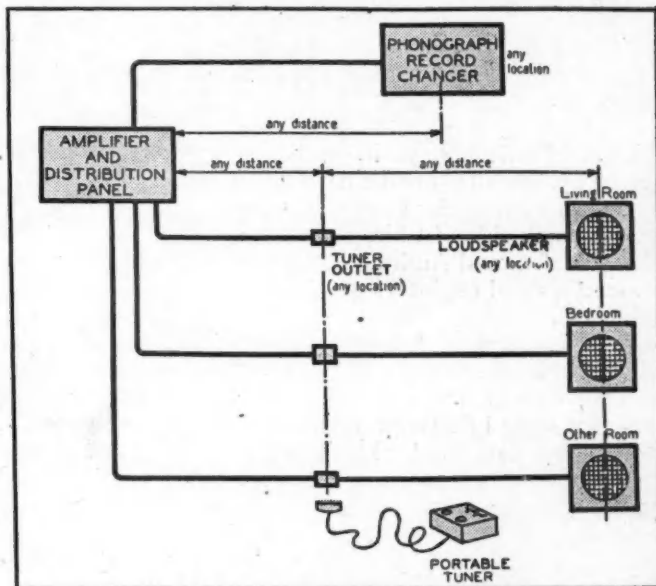 PHONOGRAPH
RECORD
CHANGER
any
location
any distance
AMPLIFIER
AND
DISTRIBUTION
PANEL
any distance
any distance
Living Room
TUNER
OUTLET
(any location)
LOUDSPEAKER
(any location)
Bedroom
Other Room
PORTABLE
TUNER